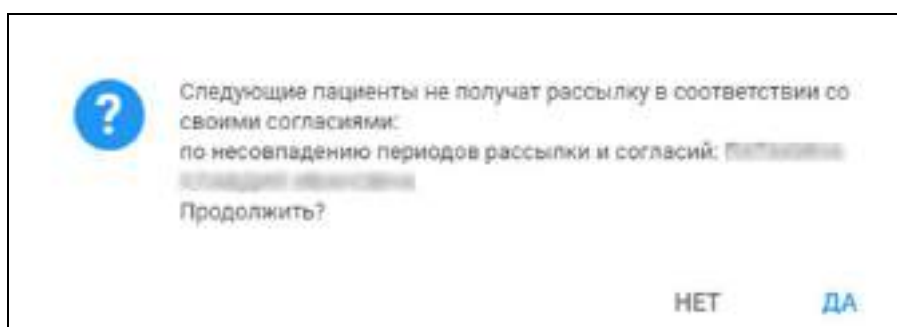 ?
Следующие пациенты не получат рассылку в соответствии со
своими согласиями:
по несовпадению периодов рассылки и согласий:
Продолжить?
НЕТ ДА